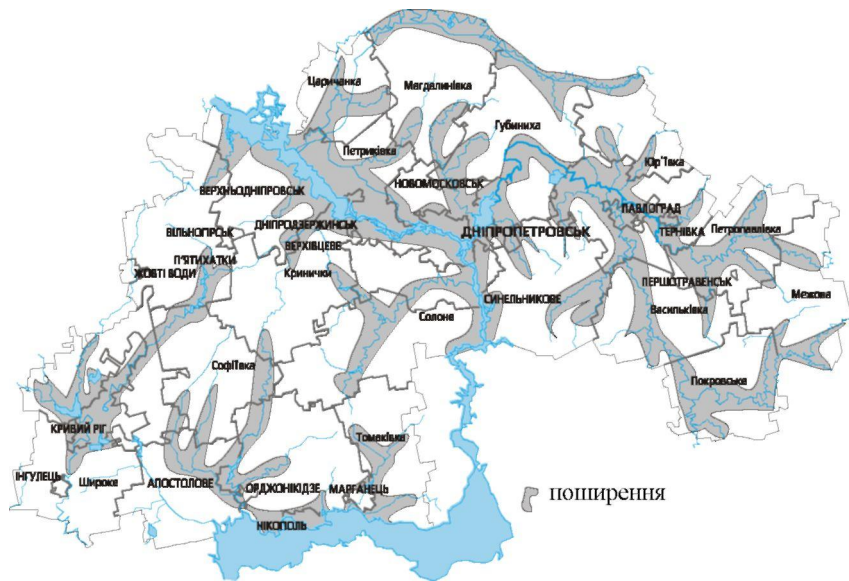 Царичанка
Магдалинівка
Губиниха
Петриківка
Юр'ївка
ВЕРХНЬОДНІПРОВСЬК
НОВОМОСКОВСЬК
ПАВЛОГРАД
ДНІПРОДЗЕРЖИНСЬК
ВІЛЬНОГІРСЬК
ДНІПРОПЕТРОВСЬК
ТЕРНІВКА
Петропавлівка
ВЕРХІВЦЕВЕ
П'ЯТИХАТКИ
ЖОВТІ ВОДИ
Кринички
ПЕРШОТРАВЕНСЬК
СИНЕЛЬНИКОВЕ
Межова
Солоне
Васильківка
Софіївка
Покровське
КРИВИЙ РІГ
Томаківка
ІНГУЛЕЦЬ
Широке
АПОСТОЛОВЕ
ОРДЖОНІКІДЗЕ
МАРГАНЕЦЬ
поширення
НІКОПОЛЬ